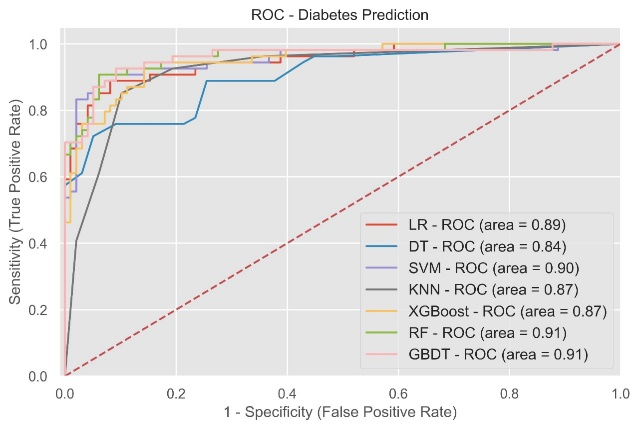 ROC - Diabetes Prediction
1.0
0.8
0.6
0.4
0.2
0.0
Sensitivity (True Positive Rate)
LR - ROC (area = 0.89)
DT - ROC (area = 0.84)
SVM - ROC (area = 0.90)
KNN - ROC (area = 0.87)
XGBoost - ROC (area = 0.87)
RF - ROC (area = 0.91)
GBDT - ROC (area = 0.91)
0.0 0.2 0.4 0.6 0.8 1.0
1 - Specificity (False Positive Rate)